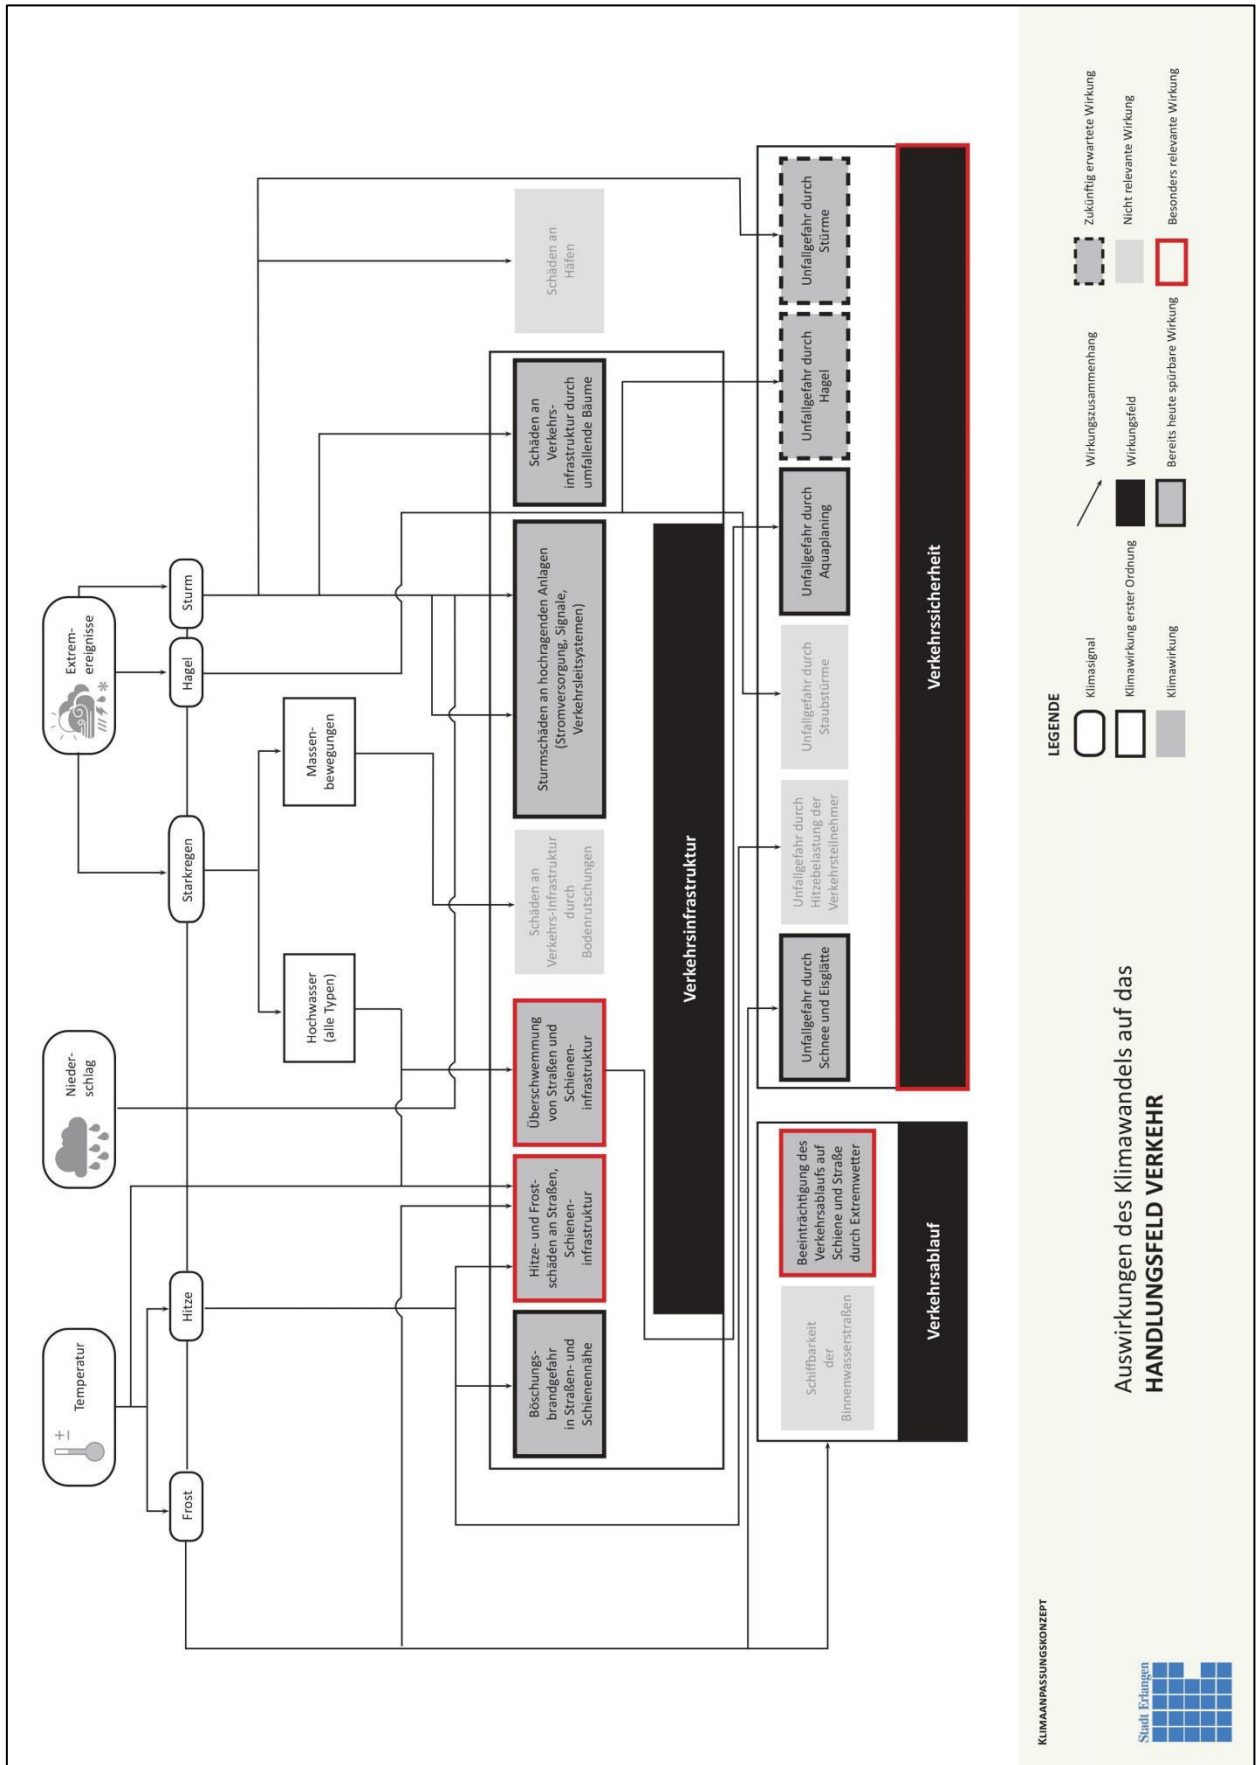 Temperatur
Nieder-
schlag
Extrem-
ereignisse
Frost
Hitze
Starkregen
Hagel
Sturm
Hochwasser
(alle Typen)
Massen-
bewegungen
Böschungs-
brandgefahr
in Straßen- und
Schienennähe
Hitze- und Frost-
schäden an Straßen,
Schienen-
infrastruktur
Überschwemmung
von Straßen und
Schienen-
infrastruktur
Schäden an
Verkehrs-Infrastruktur
durch
Bodenrutschungen
Sturmschäden an hochragenden Anlagen
(Stromversorgung, Signale,
Verkehrsleitsystemen)
Schäden an
Verkehrs-
infrastruktur durch
umfallende Bäume
Schäden an
Häfen
Verkehrsinfrastruktur
Schiffbarkeit
der
Binnenwasserstraßen
Beeinträchtigung des
Verkehrsablaufs auf
Schiene und Straße
durch Extremwetter
Verkehrsablauf
Unfallgefahr durch
Schnee und Eisglätte
Unfallgefahr durch
Hitzebelastung der
Verkehrsteilnehmer
Unfallgefahr durch
Staubstürme
Unfallgefahr durch
Aquaplaning
Unfallgefahr durch
Hagel
Unfallgefahr durch
Stürme
Verkehrssicherheit
KLIMAANPASSUNGSKONZEPT
Stadt Erlangen
Auswirkungen des Klimawandels auf das
HANDLUNGSFELD VERKEHR
LEGENDE
Klimasignal
Klimawirkung erster Ordnung
Klimawirkung
Wirkungszusammenhang
Wirkungsfeld
Bereits heute spürbare Wirkung
Zukünftig erwartete Wirkung
Nicht relevante Wirkung
Besonders relevante Wirkung